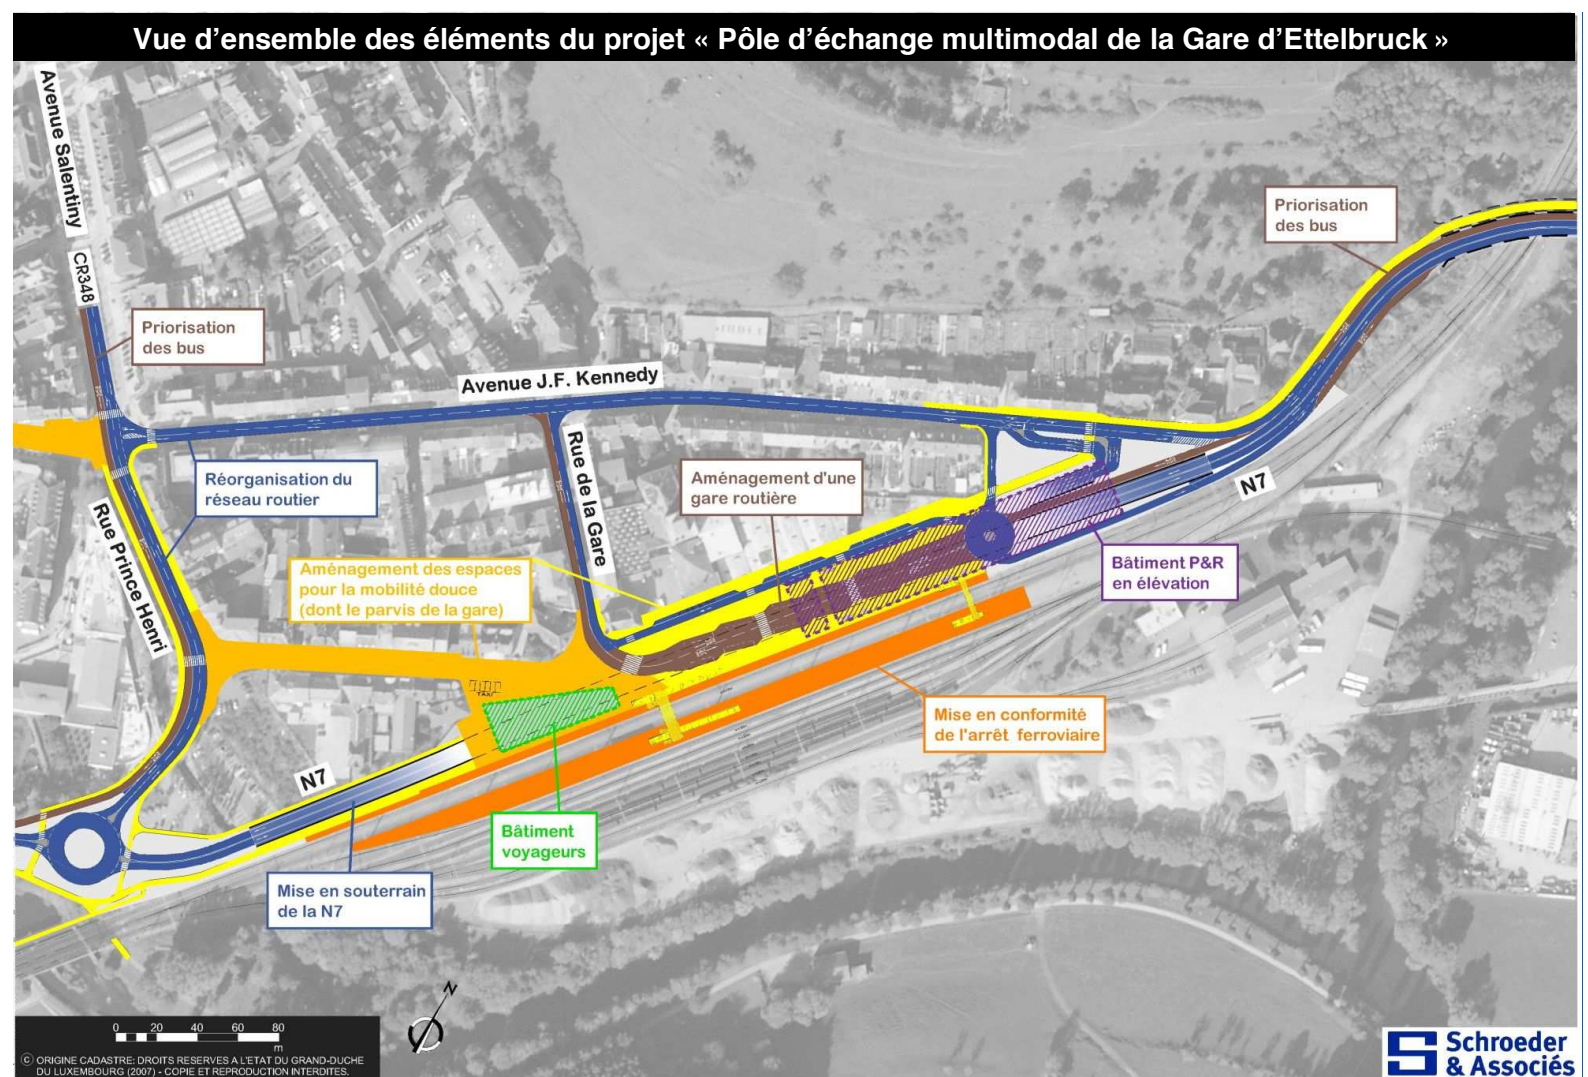 Vue d'ensemble des éléments du projet « Pôle d'échange multimodal de la Gare d'Ettelbruck »
Avenue Salentiny
CR348
Priorisation
des bus
Priorisation
des bus
Avenue J.F. Kennedy
Réorganisation du
réseau routier
Rue de la Gare
Aménagement d'une
gare routière
N7
Rue Prince Henri
Aménagement des espaces
pour la mobilité douce
(dont le parvis de la gare)
Bâtiment P&R
en élévation
TAXI
Mise en conformité
de l'arrêt ferroviaire
N7
Bâtiment
voyageurs
Mise en souterrain
de la N7
N
0 20 40 60 80
m
© ORIGINE CADASTRE: DROITS RESERVES A L'ETAT DU GRAND-DUCHE
DU LUXEMBOURG (2007) - COPIE ET REPRODUCTION INTERDITES.
Schroeder
& Associés